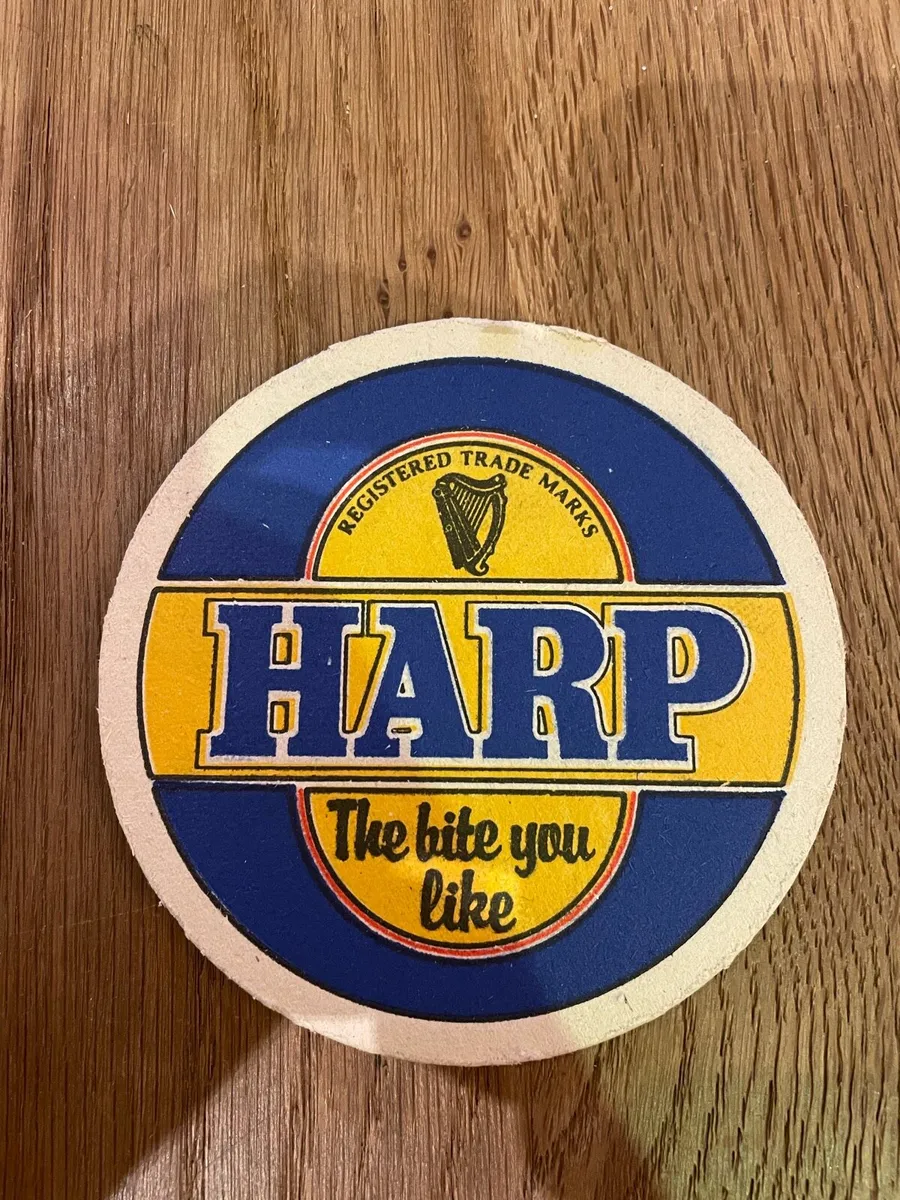 REGISTERED TRADE MARKS
HARP
The bite you
like